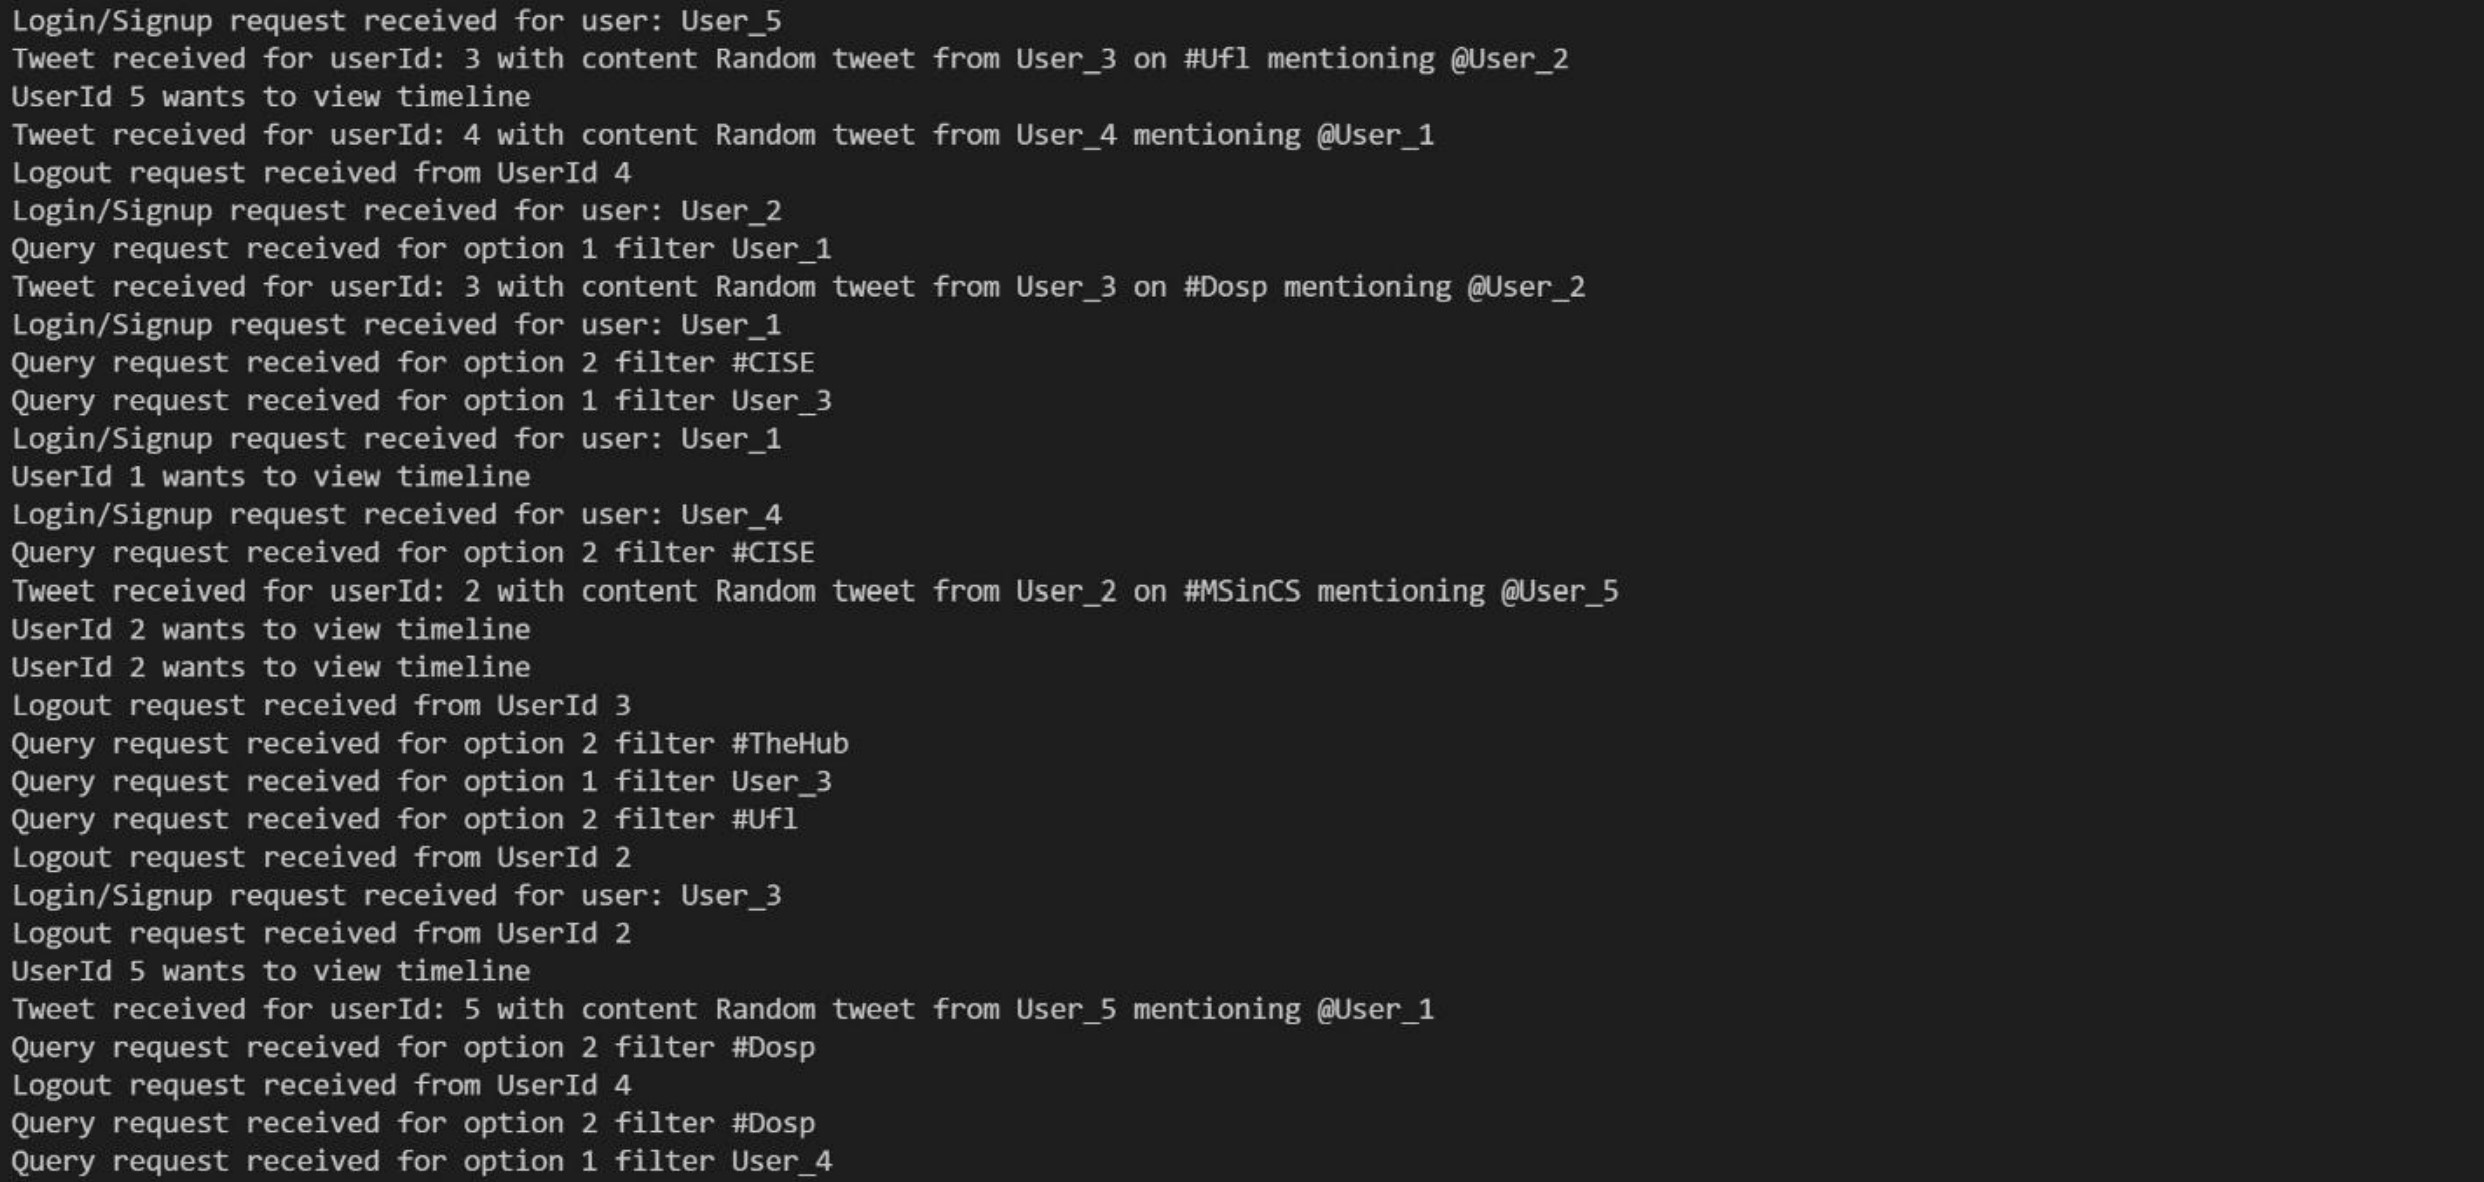 Login/Signup request received for user: User_5
Tweet received for userId: 3 with content Random tweet from User_3 on #Ufl mentioning @User_2
UserId 5 wants to view timeline
Tweet received for userId: 4 with content Random tweet from User_4 mentioning @User_1
Logout request received from UserId 4
Login/Signup request received for user: User_2
Query request received for option 1 filter User_1
Tweet received for userId: 3 with content Random tweet from User_3 on #Dosp mentioning @User_2
Login/Signup request received for user: User_1
Query request received for option 2 filter #CISE
Query request received for option 1 filter User_3
Login/Signup request received for user: User_1
UserId 1 wants to view timeline
Login/Signup request received for user: User_4
Query request received for option 2 filter #CISE
Tweet received for userId: 2 with content Random tweet from User_2 on #MSinCS mentioning @User_5
UserId 2 wants to view timeline
UserId 2 wants to view timeline
Logout request received from UserId 3
Query request received for option 2 filter #TheHub
Query request received for option 1 filter User_3
Query request received for option 2 filter #Ufl
Logout request received from UserId 2
Login/Signup request received for user: User_3
Logout request received from UserId 2
UserId 5 wants to view timeline
Tweet received for userId: 5 with content Random tweet from User_5 mentioning @User_1
Query request received for option 2 filter #Dosp
Logout request received from UserId 4
Query request received for option 2 filter #Dosp
Query request received for option 1 filter User_4